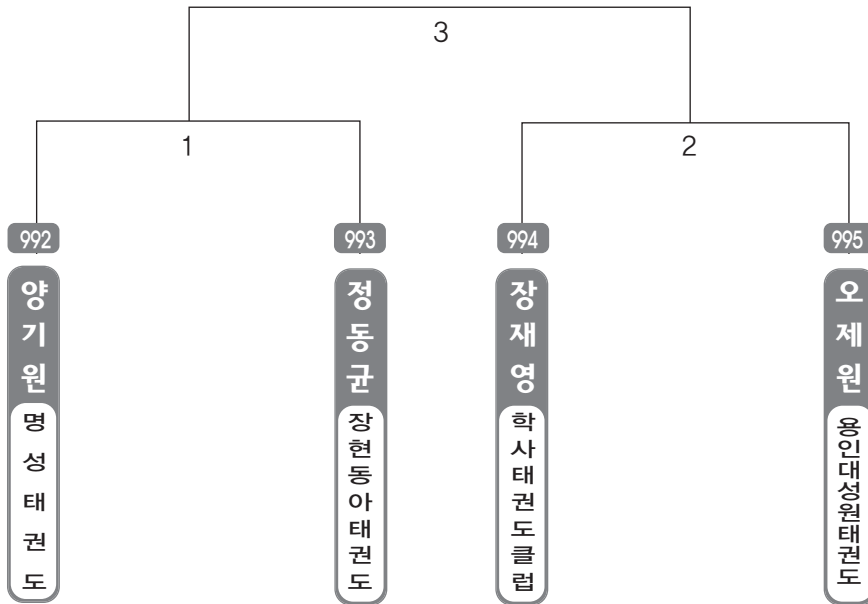 3
1
2
992
993
994
995
양기원
정동균
장재영
오제원
명성태권도
장현동아태권도
학사태권도클럽
용인대성원태권도